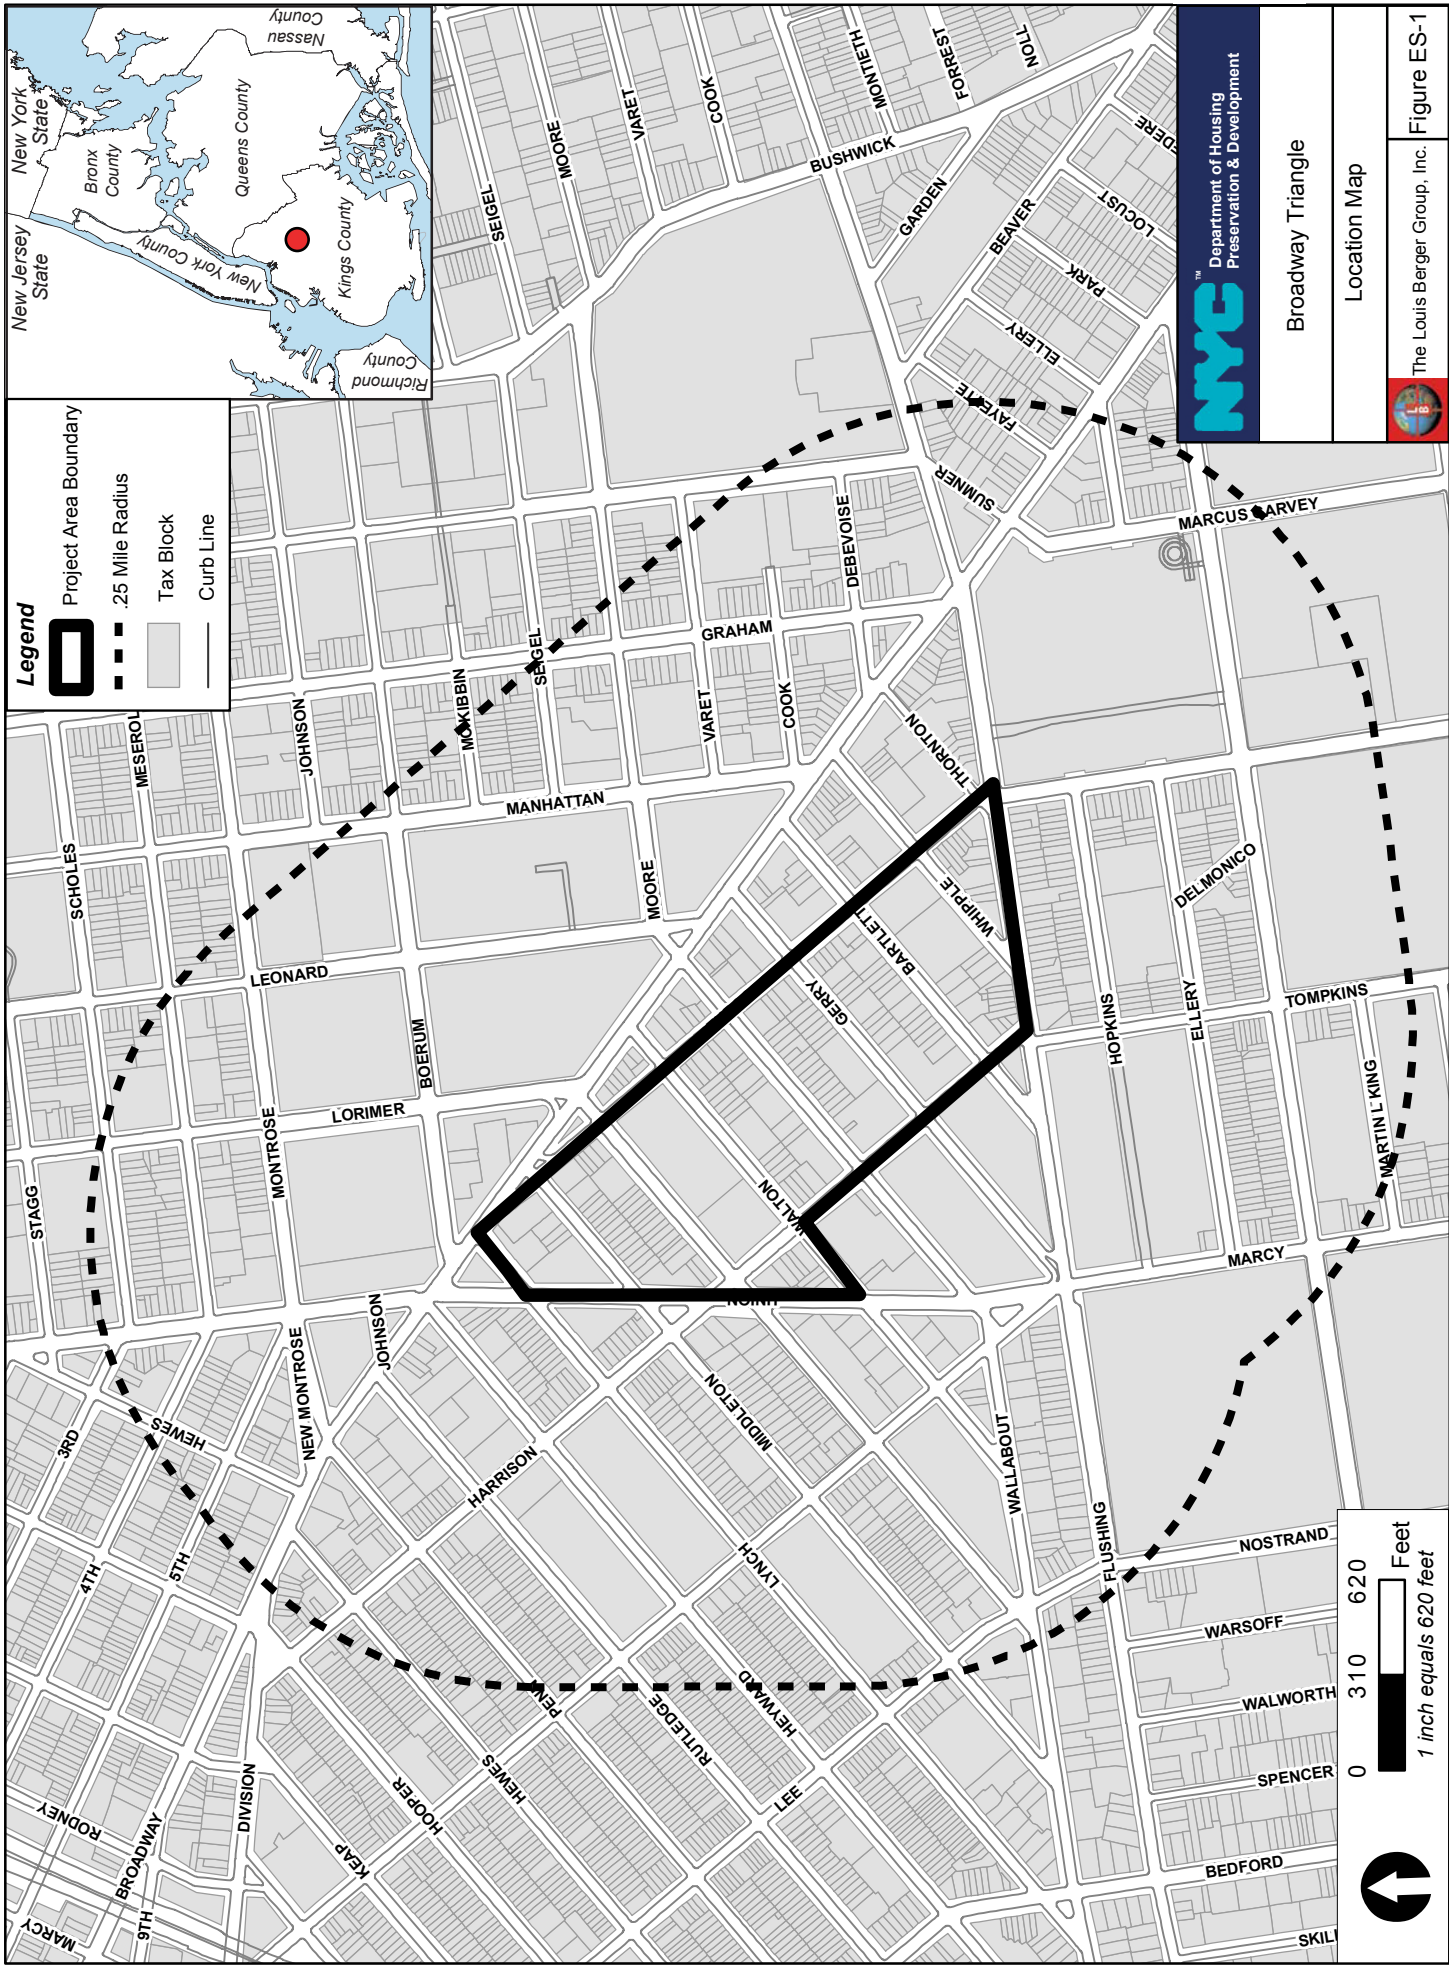 New York
State
New Jersey
State
Bronx
County
New York County
Queens County
Nassau
County
Kings County
Richmond
County
Legend
Project Area Boundary
.25 Mile Radius
Tax Block
Curb Line
SEIGEL
MOORE
VARET
COOK
MONTIETH
FORREST
NOLL
BUSHWICK
GARDEN
BEAVER
LOCUST
PARK
ELLERY
FAYETTE
SUMNER
MARCUS GARVEY
DEBEVOISE
GRAHAM
SEIGEL
MCKIBBIN
VARET
COOK
THORNTON
JOHNSON
MESEROL
SCHOLES
MANHATTAN
MOORE
LEONARD
BOERUM
LORIMER
MONTROSE
STAGG
WHIPPLE
BARTLETT
GERRY
WALTON
UNION
DELMONICO
HOPKINS
ELLERY
TOMPKINS
MARTIN L KING
MARCY
JOHNSON
NEW MONTROSE
HEWES
3RD
4TH
5TH
HARRISON
MIDDLETON
LYNCH
WALLABOUT
FLUSHING
NOSTRAND
WARSOFF
WALWORTH
SPENCER
BEDFORD
SKILL
PENN
RUTLEDGE
HEYWARD
LEE
HEWES
HOOPER
KEAP
DIVISION
RODNEY
BROADWAY
9TH
MARCY
0 310 620
Feet
1 inch equals 620 feet
NYC™
Department of Housing
Preservation & Development
Broadway Triangle
Location Map
LB
The Louis Berger Group, Inc.
Figure ES-1